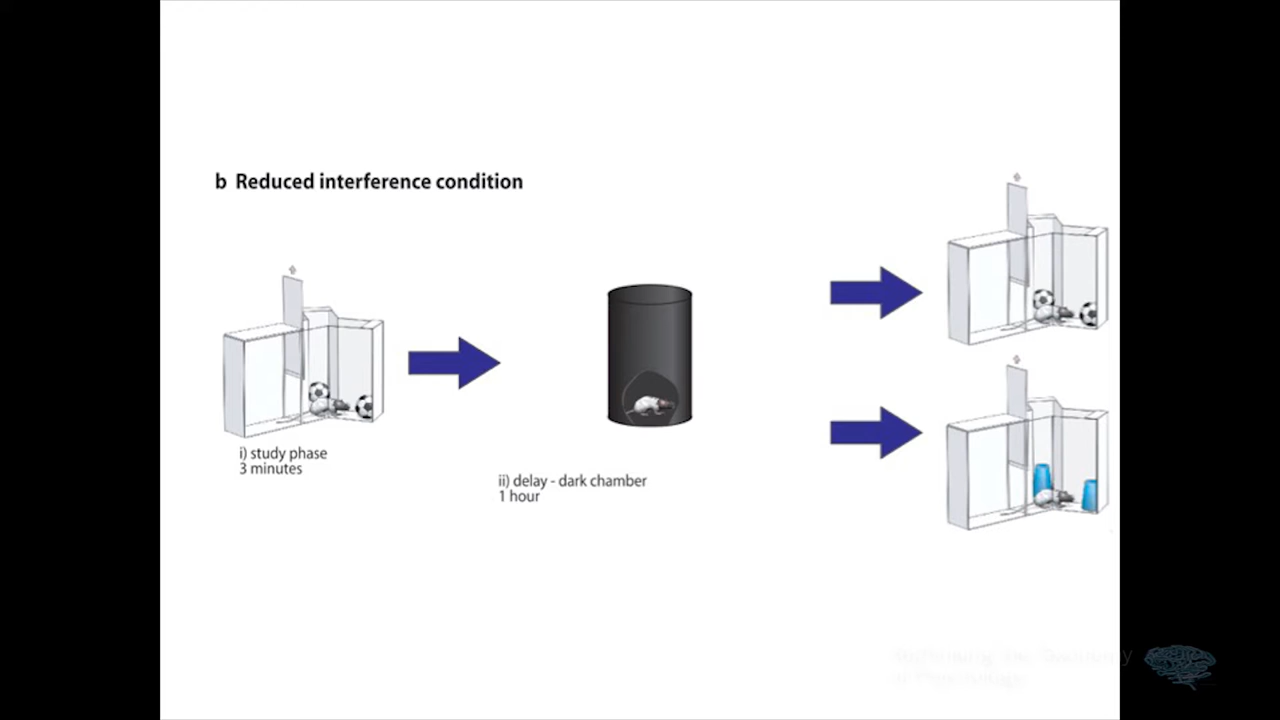 b Reduced interference condition
i) study phase
3 minutes
ii) delay - dark chamber
1 hour